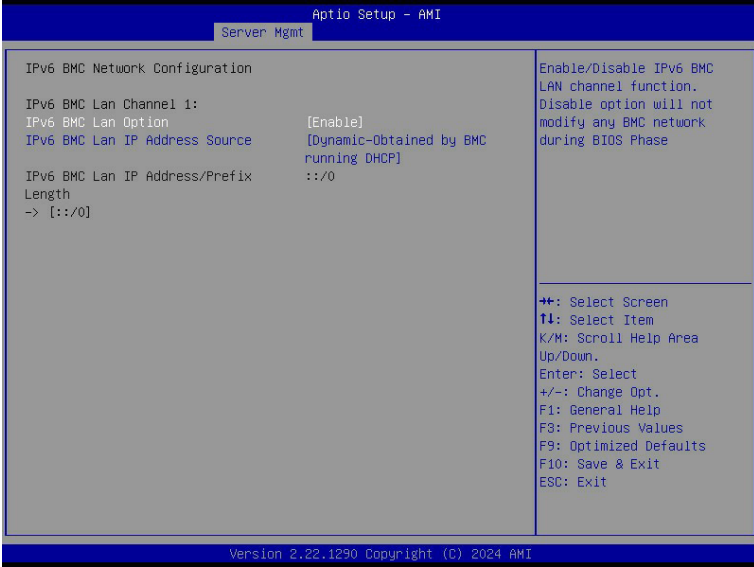 Aptio Setup - AMI
Server Mgmt
IPv6 BMC Network Configuration
IPv6 BMC Lan Channel 1:
IPv6 BMC Lan Option [Enable]
IPv6 BMC Lan IP Address Source [Dynamic-Obtained by BMC
running DHCP]
IPv6 BMC Lan IP Address/Prefix ::/0
Length
-> [::/0]
Enable/Disable IPv6 BMC
LAN channel function.
Disable option will not
modify any BMC network
during BIOS Phase
→←: Select Screen
↑↓: Select Item
K/M: Scroll Help Area
Up/Down.
Enter: Select
+/-: Change Opt.
F1: General Help
F3: Previous Values
F9: Optimized Defaults
F10: Save & Exit
ESC: Exit
Version 2.22.1290 Copyright (C) 2024 AMI